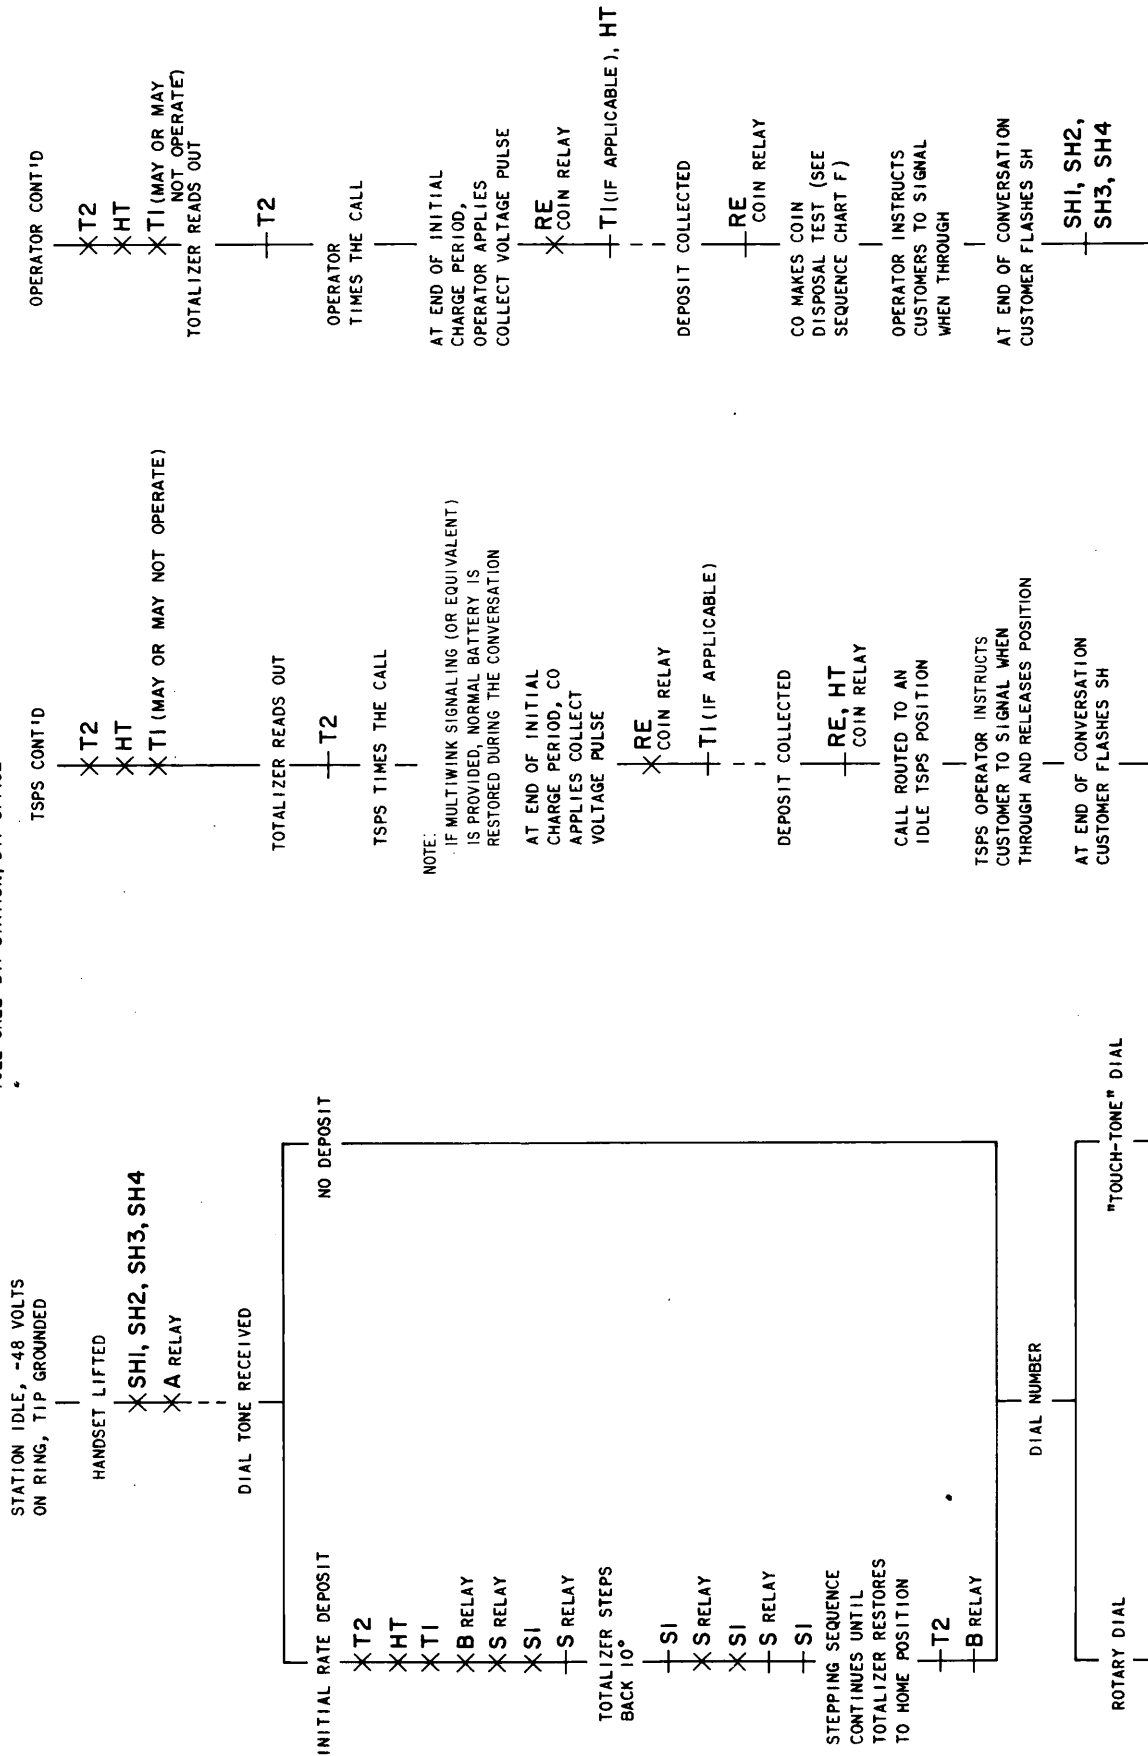 STATION IDLE, -48 VOLTS
ON RING, TIP GROUNDED
HANDSET LIFTED
SH1, SH2, SH3, SH4
A RELAY
DIAL TONE RECEIVED
INITIAL RATE DEPOSIT
NO DEPOSIT
T2
HT
T1
B RELAY
S RELAY
S1
S RELAY
TOTALIZER STEPS
BACK 10°
S1
S RELAY
S1
S RELAY
S1
STEPPING SEQUENCE
CONTINUES UNTIL
TOTALIZER RESTORES
TO HOME POSITION
T2
B RELAY
DIAL NUMBER
ROTARY DIAL
"TOUCH-TONE" DIAL
TSPS CONT'D
T2
HT
T1 (MAY OR MAY NOT OPERATE)
TOTALIZER READS OUT
T2
TSPS TIMES THE CALL
NOTE:
IF MULTIWINK SIGNALING (OR EQUIVALENT)
IS PROVIDED, NORMAL BATTERY IS
RESTORED DURING THE CONVERSATION
AT END OF INITIAL
CHARGE PERIOD, CO
APPLIES COLLECT
VOLTAGE PULSE
RE
COIN RELAY
T1 (IF APPLICABLE)
DEPOSIT COLLECTED
RE, HT
COIN RELAY
CALL ROUTED TO AN
IDLE TSPS POSITION
TSPS OPERATOR INSTRUCTS
CUSTOMER TO SIGNAL WHEN
THROUGH AND RELEASES POSITION
AT END OF CONVERSATION
CUSTOMER FLASHES SH
OPERATOR CONT'D
T2
HT
T1 (MAY OR MAY
NOT OPERATE)
TOTALIZER READS OUT
T2
OPERATOR
TIMES THE CALL
AT END OF INITIAL
CHARGE PERIOD,
OPERATOR APPLIES
COLLECT VOLTAGE PULSE
RE
COIN RELAY
T1 (IF APPLICABLE), HT
DEPOSIT COLLECTED
RE
COIN RELAY
CO MAKES COIN
DISPOSAL TEST (SEE
SEQUENCE CHART F)
OPERATOR INSTRUCTS
CUSTOMERS TO SIGNAL
WHEN THROUGH
AT END OF CONVERSATION
CUSTOMER FLASHES SH
SH1, SH2,
SH3, SH4